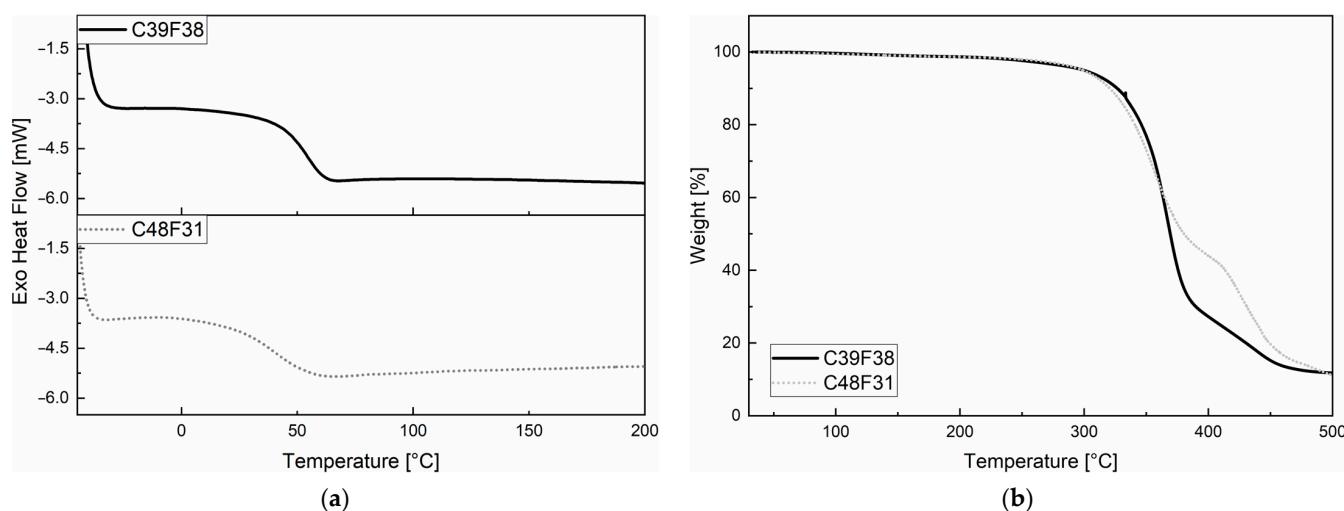 C39F38
−1.5
−3.0
−4.5
−6.0
C48F31
−1.5
−3.0
−4.5
−6.0
Exo Heat Flow [mW]
0
50
100
150
200
Temperature [°C]
(a)
100
80
60
40
20
0
Weight [%]
C39F38
C48F31
100
200
300
400
500
Temperature [°C]
(b)